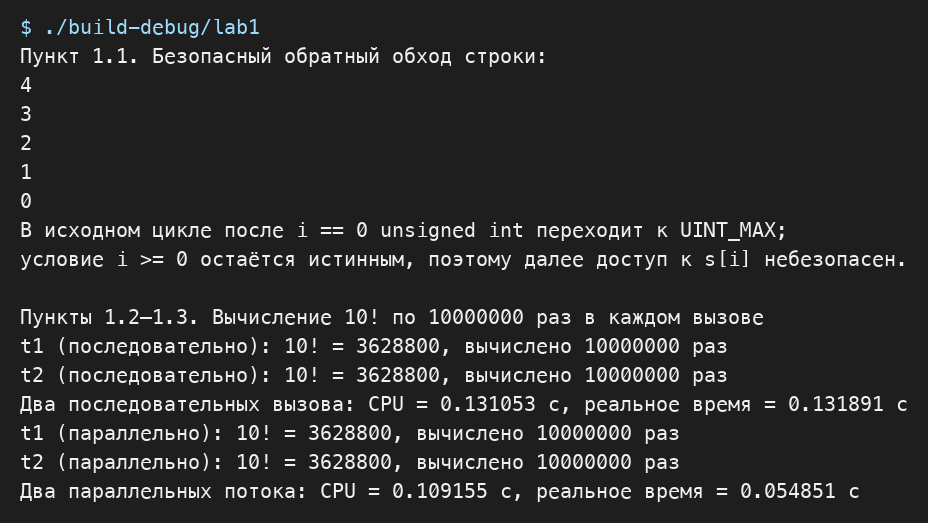 $ ./build-debug/lab1
Пункт 1.1. Безопасный обратный обход строки:
4
3
2
1
0
В исходном цикле после i == 0 unsigned int переходит к UINT_MAX;
условие i >= 0 остаётся истинным, поэтому далее доступ к s[i] небезопасен.
Пункты 1.2–1.3. Вычисление 10! по 10000000 раз в каждом вызове
t1 (последовательно): 10! = 3628800, вычислено 10000000 раз
t2 (последовательно): 10! = 3628800, вычислено 10000000 раз
Два последовательных вызова: CPU = 0.131053 с, реальное время = 0.131891 с
t1 (параллельно): 10! = 3628800, вычислено 10000000 раз
t2 (параллельно): 10! = 3628800, вычислено 10000000 раз
Два параллельных потока: CPU = 0.109155 с, реальное время = 0.054851 с